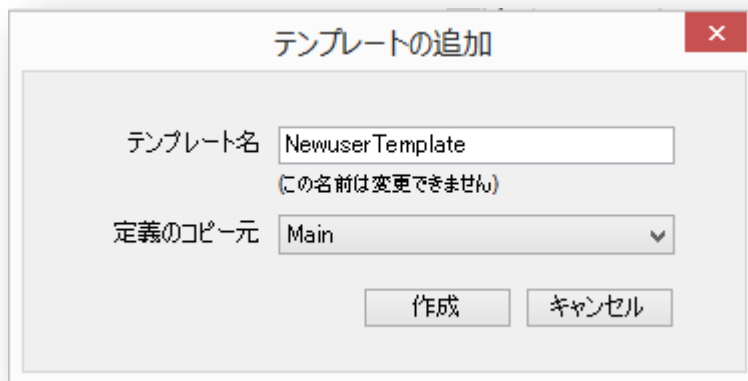 テンプレートの追加
テンプレート名 NewuserTemplate
(この名前は変更できません)
定義のコピー元 Main
作成 キャンセル